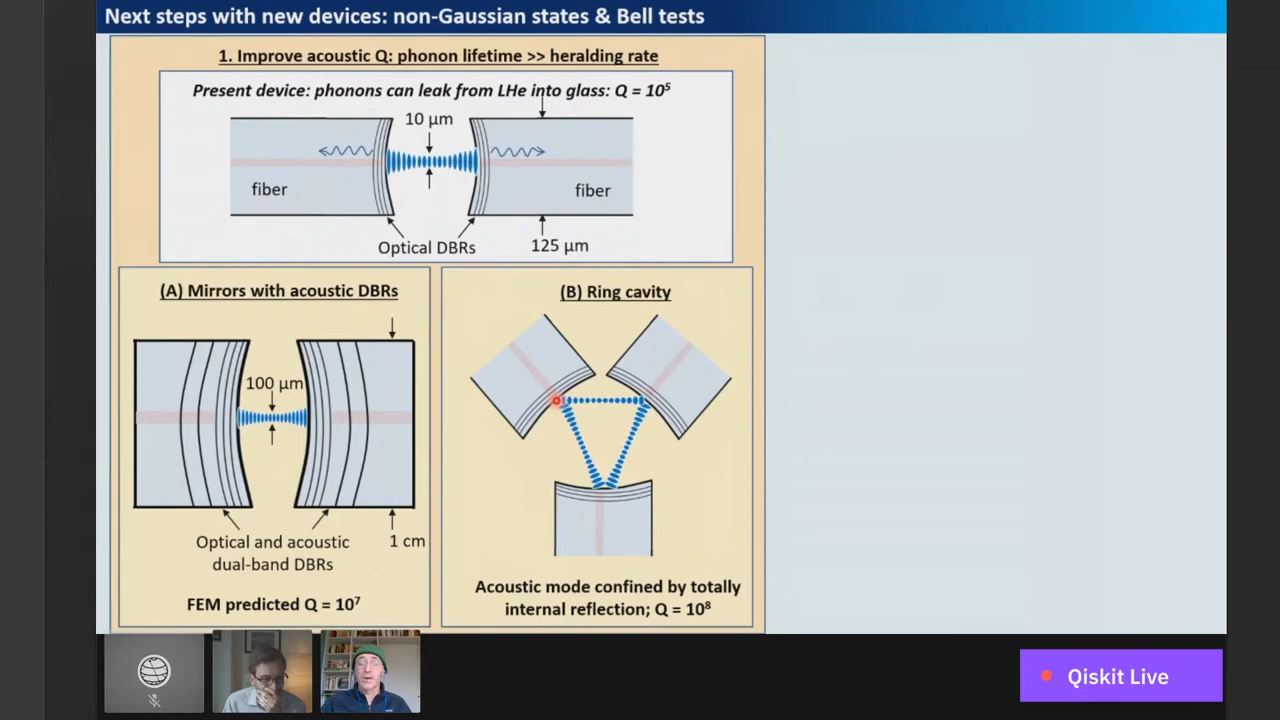 Next steps with new devices: non-Gaussian states & Bell tests
1. Improve acoustic Q: phonon lifetime >> heralding rate
Present device: phonons can leak from LHe into glass: Q = 10⁵
10 µm
fiber
fiber
Optical DBRs
125 µm
(A) Mirrors with acoustic DBRs
100 µm
Optical and acoustic
dual-band DBRs
1 cm
FEM predicted Q = 10⁷
(B) Ring cavity
Acoustic mode confined by totally
internal reflection; Q = 10⁸
Qiskit Live